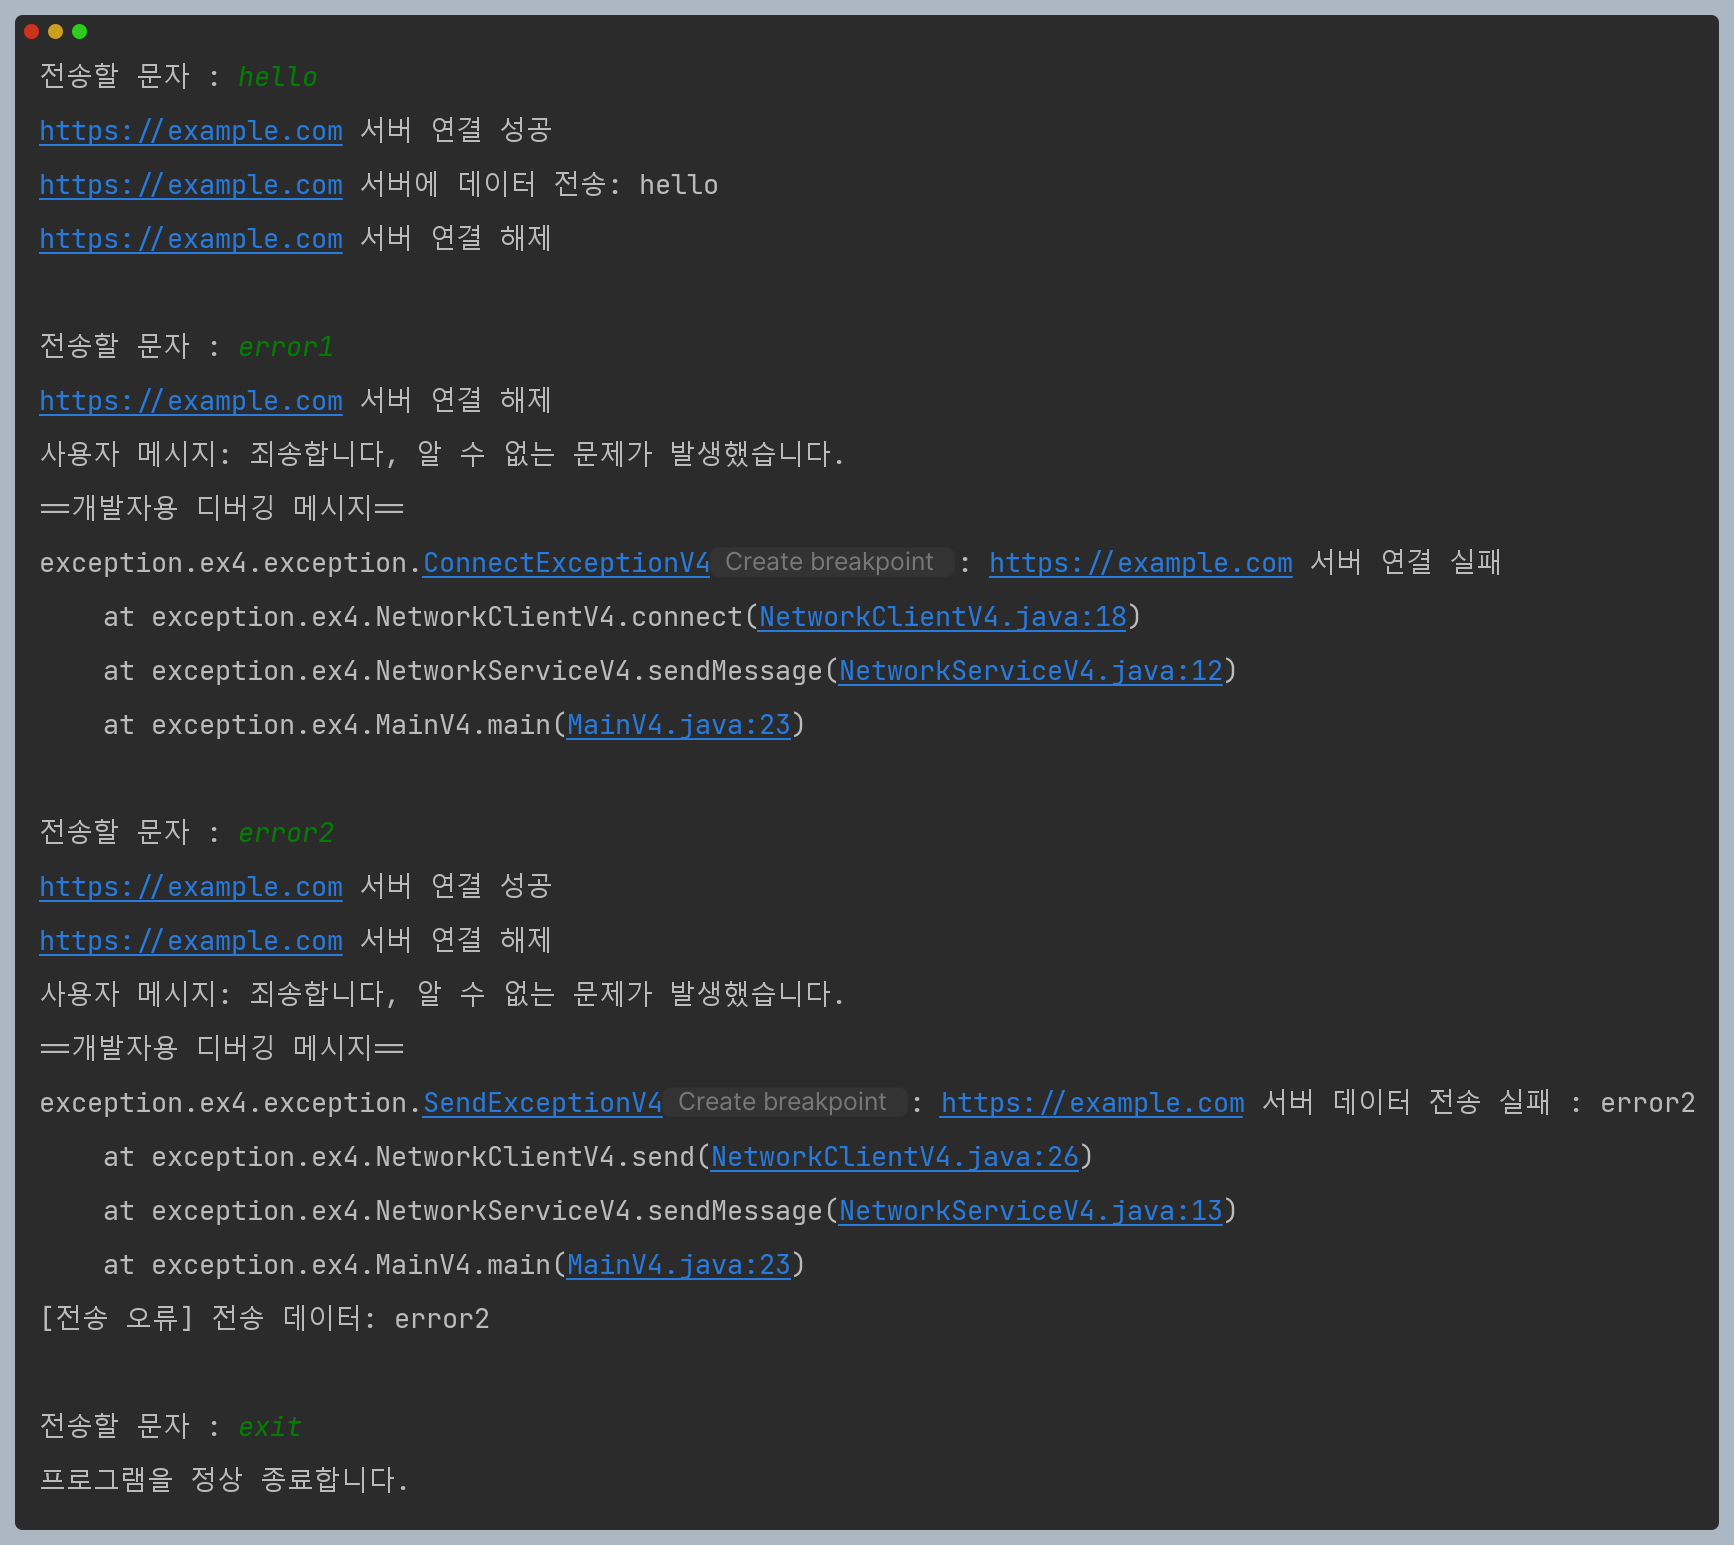 전송할 문자 : hello
https://example.com 서버 연결 성공
https://example.com 서버에 데이터 전송: hello
https://example.com 서버 연결 해제
전송할 문자 : error1
https://example.com 서버 연결 해제
사용자 메시지: 죄송합니다, 알 수 없는 문제가 발생했습니다.
==개발자용 디버깅 메시지==
exception.ex4.exception.ConnectExceptionV4 Create breakpoint : https://example.com 서버 연결 실패
at exception.ex4.NetworkClientV4.connect(NetworkClientV4.java:18)
at exception.ex4.NetworkServiceV4.sendMessage(NetworkServiceV4.java:12)
at exception.ex4.MainV4.main(MainV4.java:23)
전송할 문자 : error2
https://example.com 서버 연결 성공
https://example.com 서버 연결 해제
사용자 메시지: 죄송합니다, 알 수 없는 문제가 발생했습니다.
==개발자용 디버깅 메시지==
exception.ex4.exception.SendExceptionV4 Create breakpoint : https://example.com 서버 데이터 전송 실패 : error2
at exception.ex4.NetworkClientV4.send(NetworkClientV4.java:26)
at exception.ex4.NetworkServiceV4.sendMessage(NetworkServiceV4.java:13)
at exception.ex4.MainV4.main(MainV4.java:23)
[전송 오류] 전송 데이터: error2
전송할 문자 : exit
프로그램을 정상 종료합니다.